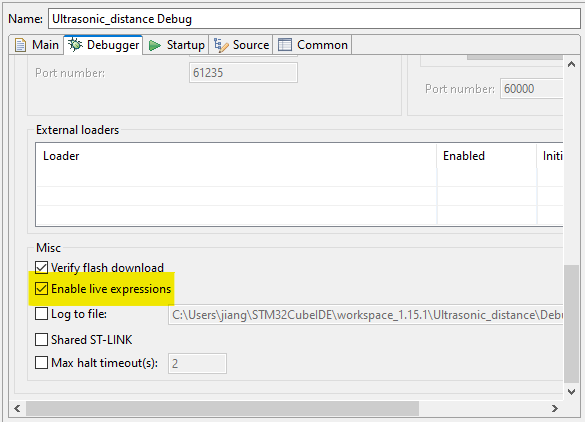 Name: Ultrasonic_distance Debug
Main Debugger Startup Source Common
Port number: 61235
Port number: 60000
External loaders
Loader Enabled Initi
Misc
Verify flash download
Enable live expressions
Log to file: C:\Users\jiang\STM32CubeIDE\workspace_1.15.1\Ultrasonic_distance\Debu
Shared ST-LINK
Max halt timeout(s): 2